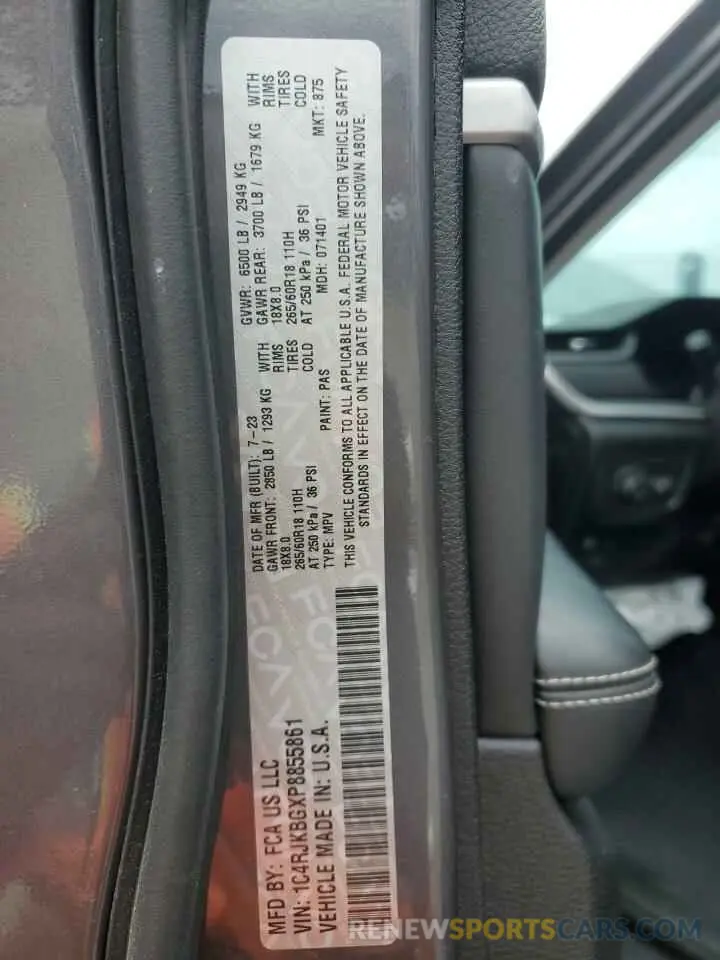 MFD BY: FCA US LLC
VIN: 1C4RJKBGXP8855861
VEHICLE MADE IN: U.S.A.
DATE OF MFR (BUILT): 7-23 GVWR: 6500 LB / 2949 KG
GAWR FRONT: 2850 LB / 1293 KG WITH GAWR REAR: 3700 LB / 1679 KG WITH
18X8.0 RIMS 18X8.0 RIMS
265/60R18 110H TIRES 265/60R18 110H TIRES
AT 250 kPa / 36 PSI COLD AT 250 kPa / 36 PSI COLD
TYPE: MPV PAINT: PAS MDH: 071401 MKT: 875
THIS VEHICLE CONFORMS TO ALL APPLICABLE U.S.A. FEDERAL MOTOR VEHICLE SAFETY
STANDARDS IN EFFECT ON THE DATE OF MANUFACTURE SHOWN ABOVE.
RENEWSPORTSCARS.COM